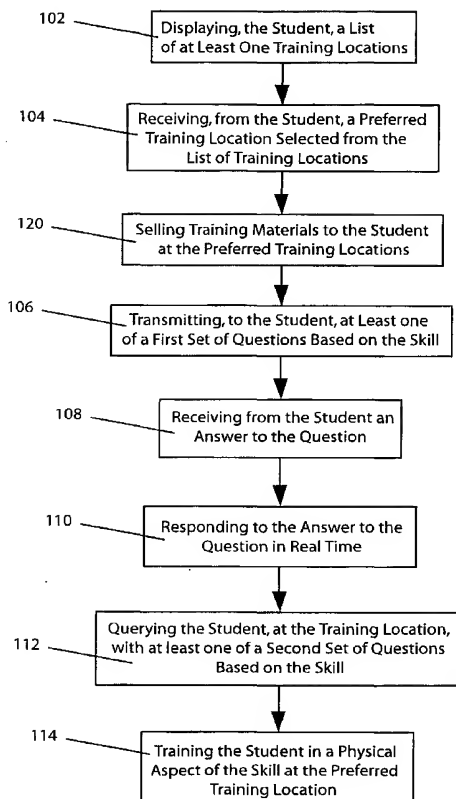 102
Displaying, the Student, a List
of at Least One Training Locations
104
Receiving, from the Student, a Preferred
Training Location Selected from the
List of Training Locations
120
Selling Training Materials to the Student
at the Preferred Training Locations
106
Transmitting, to the Student, at Least one
of a First Set of Questions Based on the Skill
108
Receiving from the Student an
Answer to the Question
110
Responding to the Answer to the
Question in Real Time
112
Querying the Student, at the Training Location,
with at least one of a Second Set of Questions
Based on the Skill
114
Training the Student in a Physical
Aspect of the Skill at the Preferred
Training Location